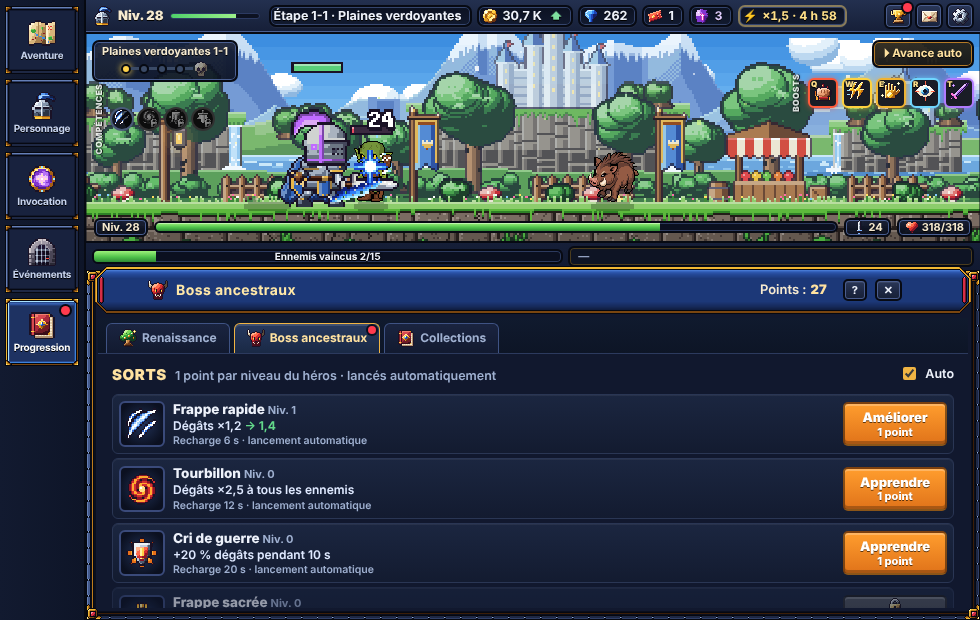 Niv. 28
Étape 1-1 · Plaines verdoyantes
30,7 K
262
1
3
×1,5 · 4 h 58
Aventure
Personnage
Invocation
Événements
Progression
Plaines verdoyantes 1-1
Avance auto
COMPÉTENCES
BOOSTS
Q
W
E
R
T
24
Niv. 28
24
318/318
Ennemis vaincus 2/15
—
Boss ancestraux
Points : 27
?
×
Renaissance
Boss ancestraux
Collections
SORTS 1 point par niveau du héros · lancés automatiquement
Auto
Frappe rapide Niv. 1
Dégâts ×1,2 → 1,4
Recharge 6 s · lancement automatique
Améliorer
1 point
Tourbillon Niv. 0
Dégâts ×2,5 à tous les ennemis
Recharge 12 s · lancement automatique
Apprendre
1 point
Cri de guerre Niv. 0
+20 % dégâts pendant 10 s
Recharge 20 s · lancement automatique
Apprendre
1 point
Frappe sacrée Niv. 0